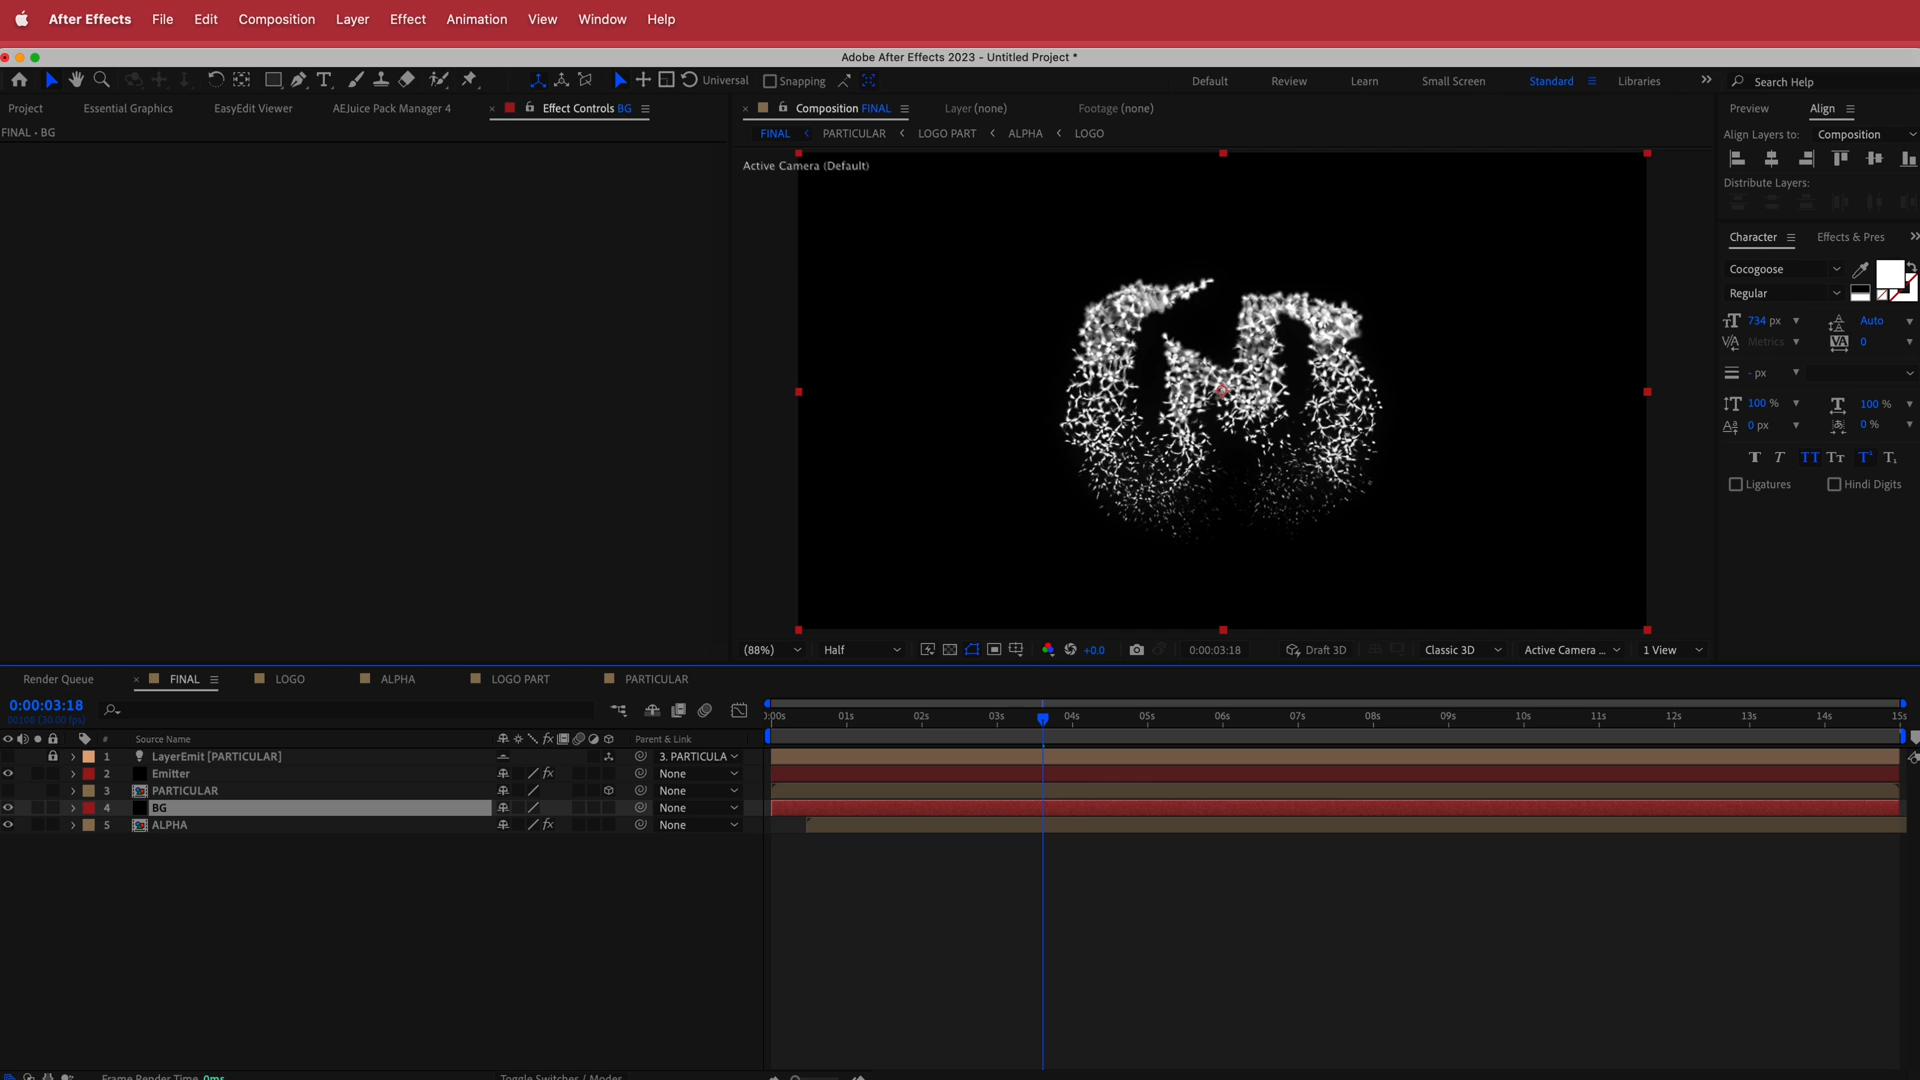 After Effects File Edit Composition Layer Effect Animation View Window Help
Adobe After Effects 2023 - Untitled Project *
Universal Snapping Default Review Learn Small Screen Standard Libraries Search Help
Project Essential Graphics EasyEdit Viewer AEJuice Pack Manager 4 Effect Controls BG
Composition FINAL Layer (none) Footage (none)
Preview Align
FINAL • BG
FINAL PARTICULAR LOGO PART ALPHA LOGO
Align Layers to: Composition
Active Camera (Default)
Distribute Layers:
Character Effects & Pres
Cocogoose
Regular
734 px Auto
Metrics 0
- px
100 % 100 %
0 px 0 %
Ligatures Hindi Digits
(88%) Half +0.0 0:00:03:18 Draft 3D Classic 3D Active Camera ... 1 View
Render Queue FINAL LOGO ALPHA LOGO PART PARTICULAR
0:00:03:18
00108 (30.00 fps)
:00s 01s 02s 03s 04s 05s 06s 07s 08s 09s 10s 11s 12s 13s 14s 15s
# Source Name Parent & Link
1 LayerEmit [PARTICULAR] 3. PARTICULA
2 Emitter None
3 PARTICULAR None
4 BG None
5 ALPHA None
Frame Render Time 0ms Toggle Switches / Modes